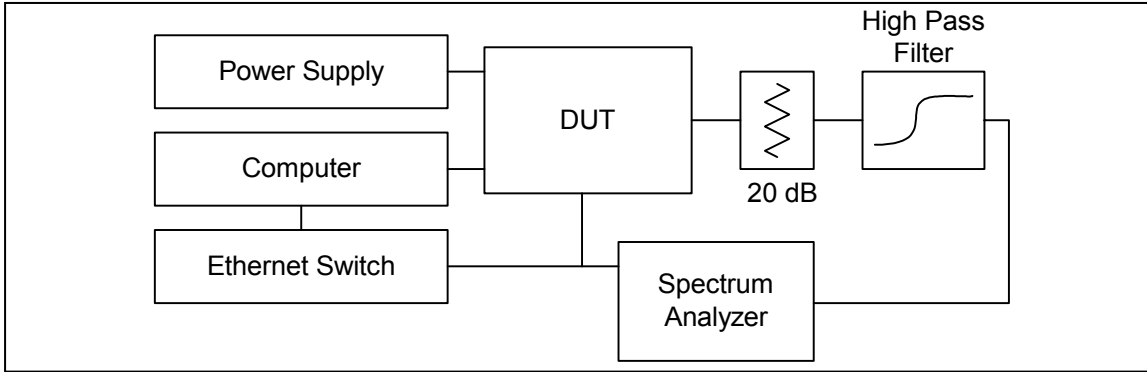 High Pass
Filter
Power Supply
DUT
Computer
20 dB
Ethernet Switch
Spectrum
Analyzer